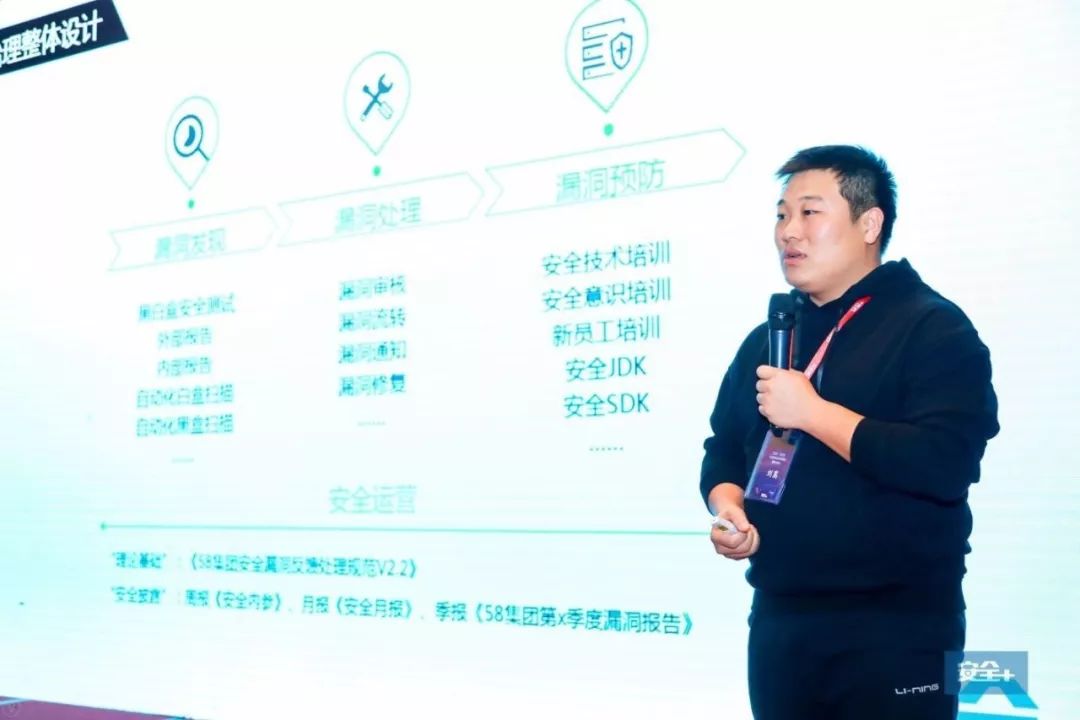 理整体设计
漏洞发现
漏洞处理
漏洞预防
黑白盒安全测试
外部报告
内部报告
自动化白盒扫描
自动化黑盒扫描
......
漏洞审核
漏洞流转
漏洞通知
漏洞修复
......
安全技术培训
安全意识培训
新员工培训
安全JDK
安全SDK
......
安全运营
“理论基础”：《58集团安全漏洞反馈处理规范V2.2》
“安全披露”：周报《安全内参》、月报《安全月报》、季报《58集团第x季度漏洞报告》
LI-NING
安全+